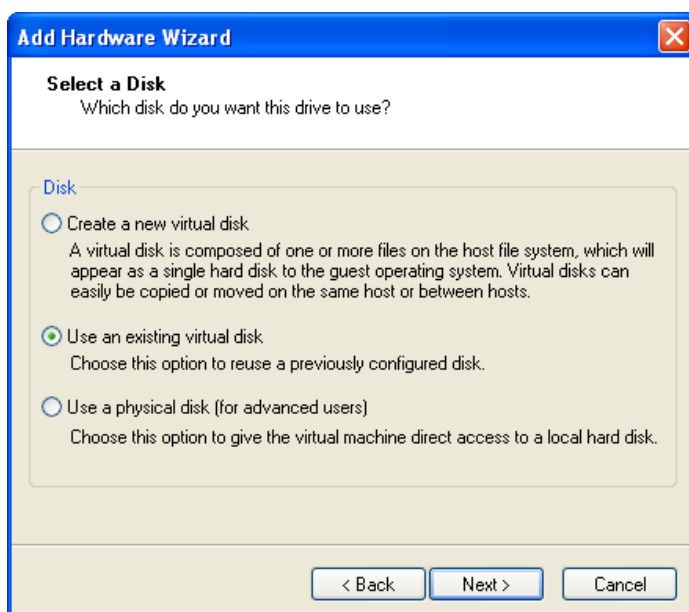 Add Hardware Wizard
Select a Disk
Which disk do you want this drive to use?
Disk
Create a new virtual disk
A virtual disk is composed of one or more files on the host file system, which will
appear as a single hard disk to the guest operating system. Virtual disks can
easily be copied or moved on the same host or between hosts.
Use an existing virtual disk
Choose this option to reuse a previously configured disk.
Use a physical disk (for advanced users)
Choose this option to give the virtual machine direct access to a local hard disk.
< Back Next > Cancel